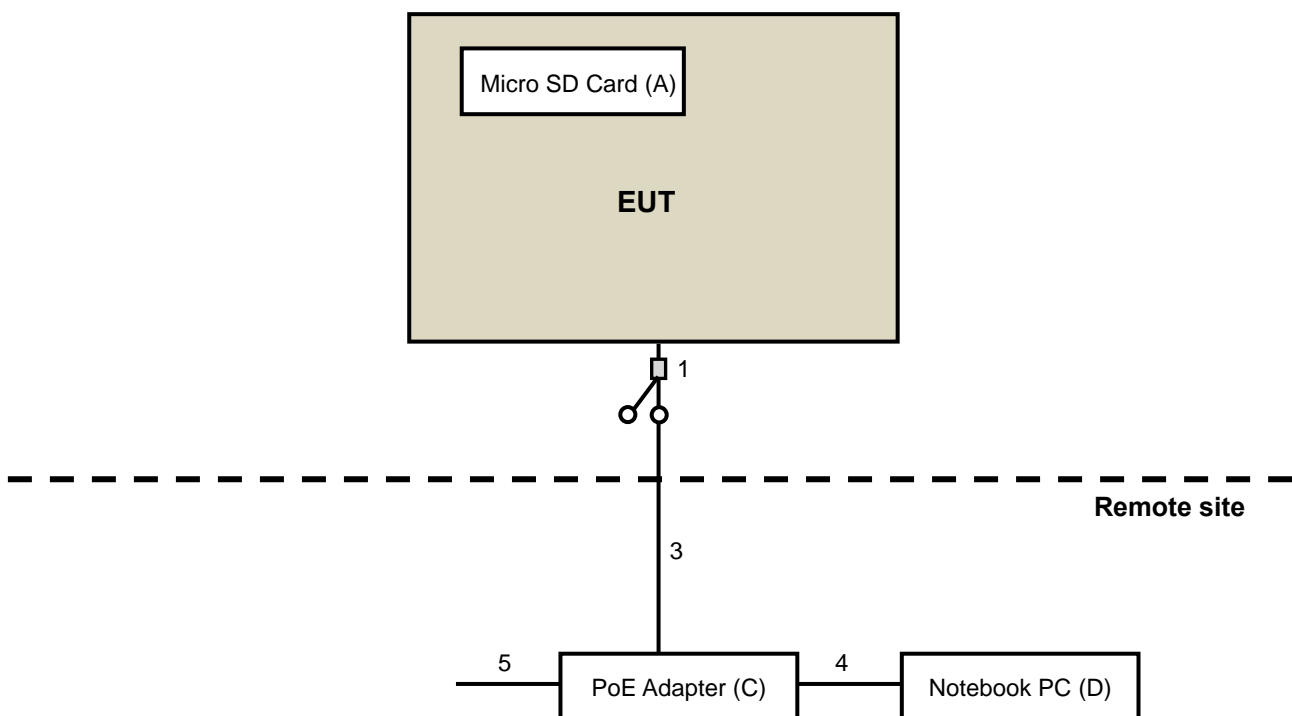 Micro SD Card (A)
EUT
1
Remote site
3
5
4
PoE Adapter (C)
Notebook PC (D)